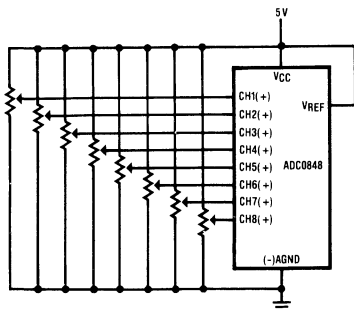 5V
VCC
CH1(+)
CH2(+)
VREF
CH3(+)
CH4(+)
ADC0848
CH5(+)
CH6(+)
CH7(+)
CH8(+)
(-)AGND